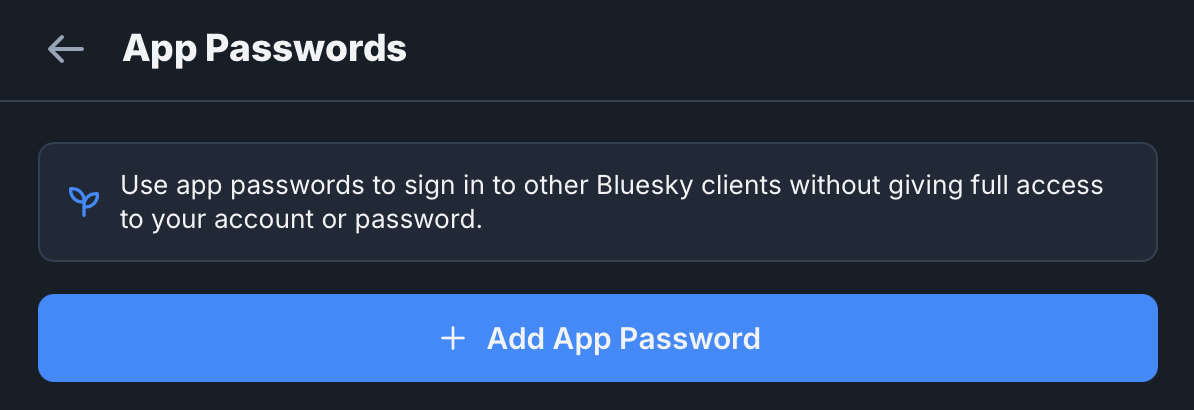 App Passwords
Use app passwords to sign in to other Bluesky clients without giving full access
to your account or password.
Add App Password